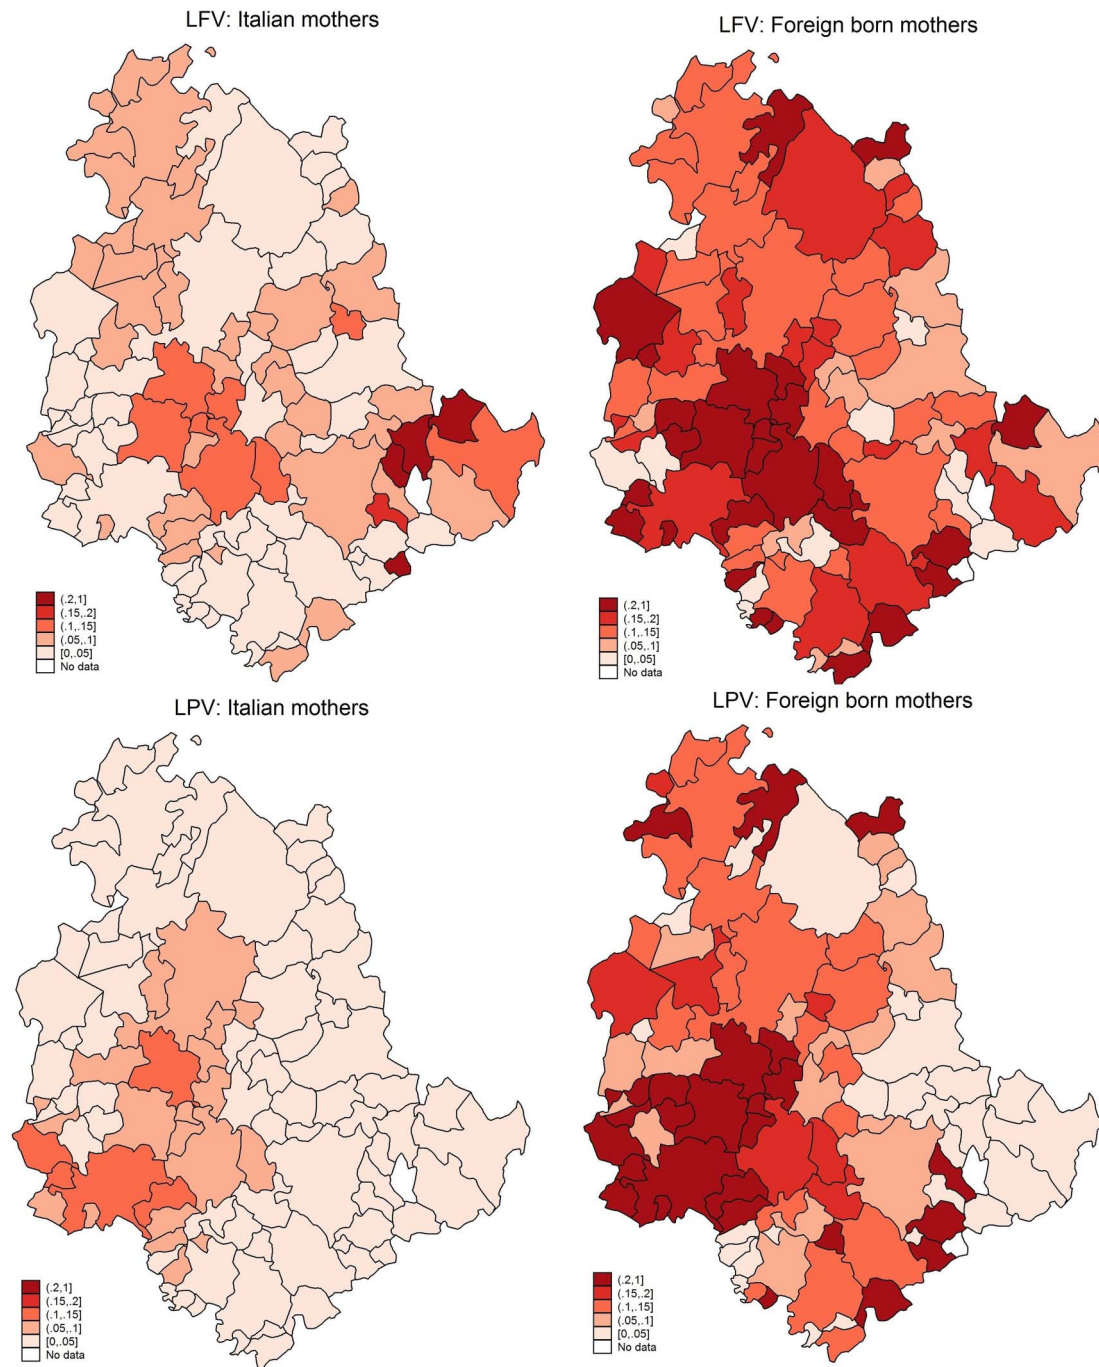 LFV: Italian mothers
LFV: Foreign born mothers
(.2,1]
(.15,.2]
(.1,.15]
(.05,.1]
[0,.05]
No data
(.2,1]
(.15,.2]
(.1,.15]
(.05,.1]
[0,.05]
No data
LPV: Italian mothers
LPV: Foreign born mothers
(.2,1]
(.15,.2]
(.1,.15]
(.05,.1]
[0,.05]
No data
(.2,1]
(.15,.2]
(.1,.15]
(.05,.1]
[0,.05]
No data